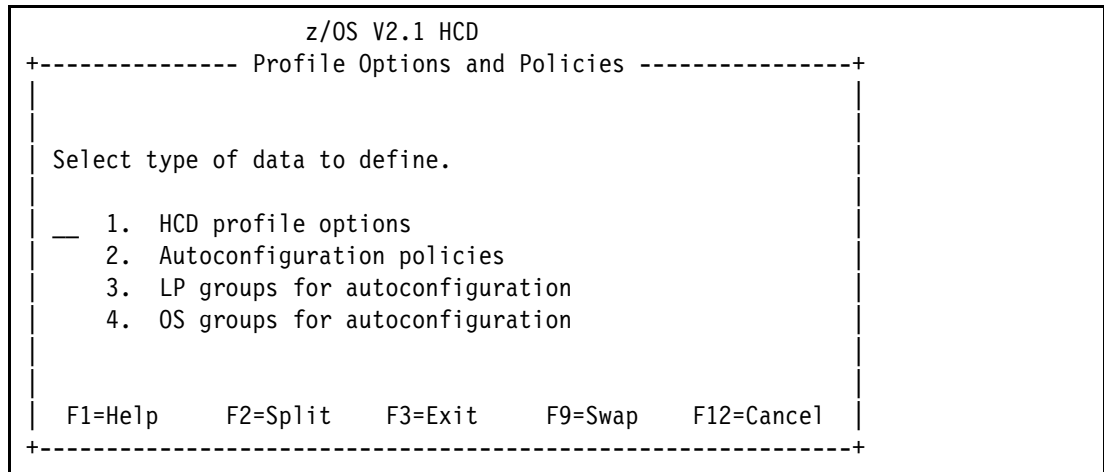 z/OS V2.1 HCD
+--------------- Profile Options and Policies ----------------+
Select type of data to define.
__ 1. HCD profile options
2. Autoconfiguration policies
3. LP groups for autoconfiguration
4. OS groups for autoconfiguration
F1=Help F2=Split F3=Exit F9=Swap F12=Cancel
+-------------------------------------------------------------+